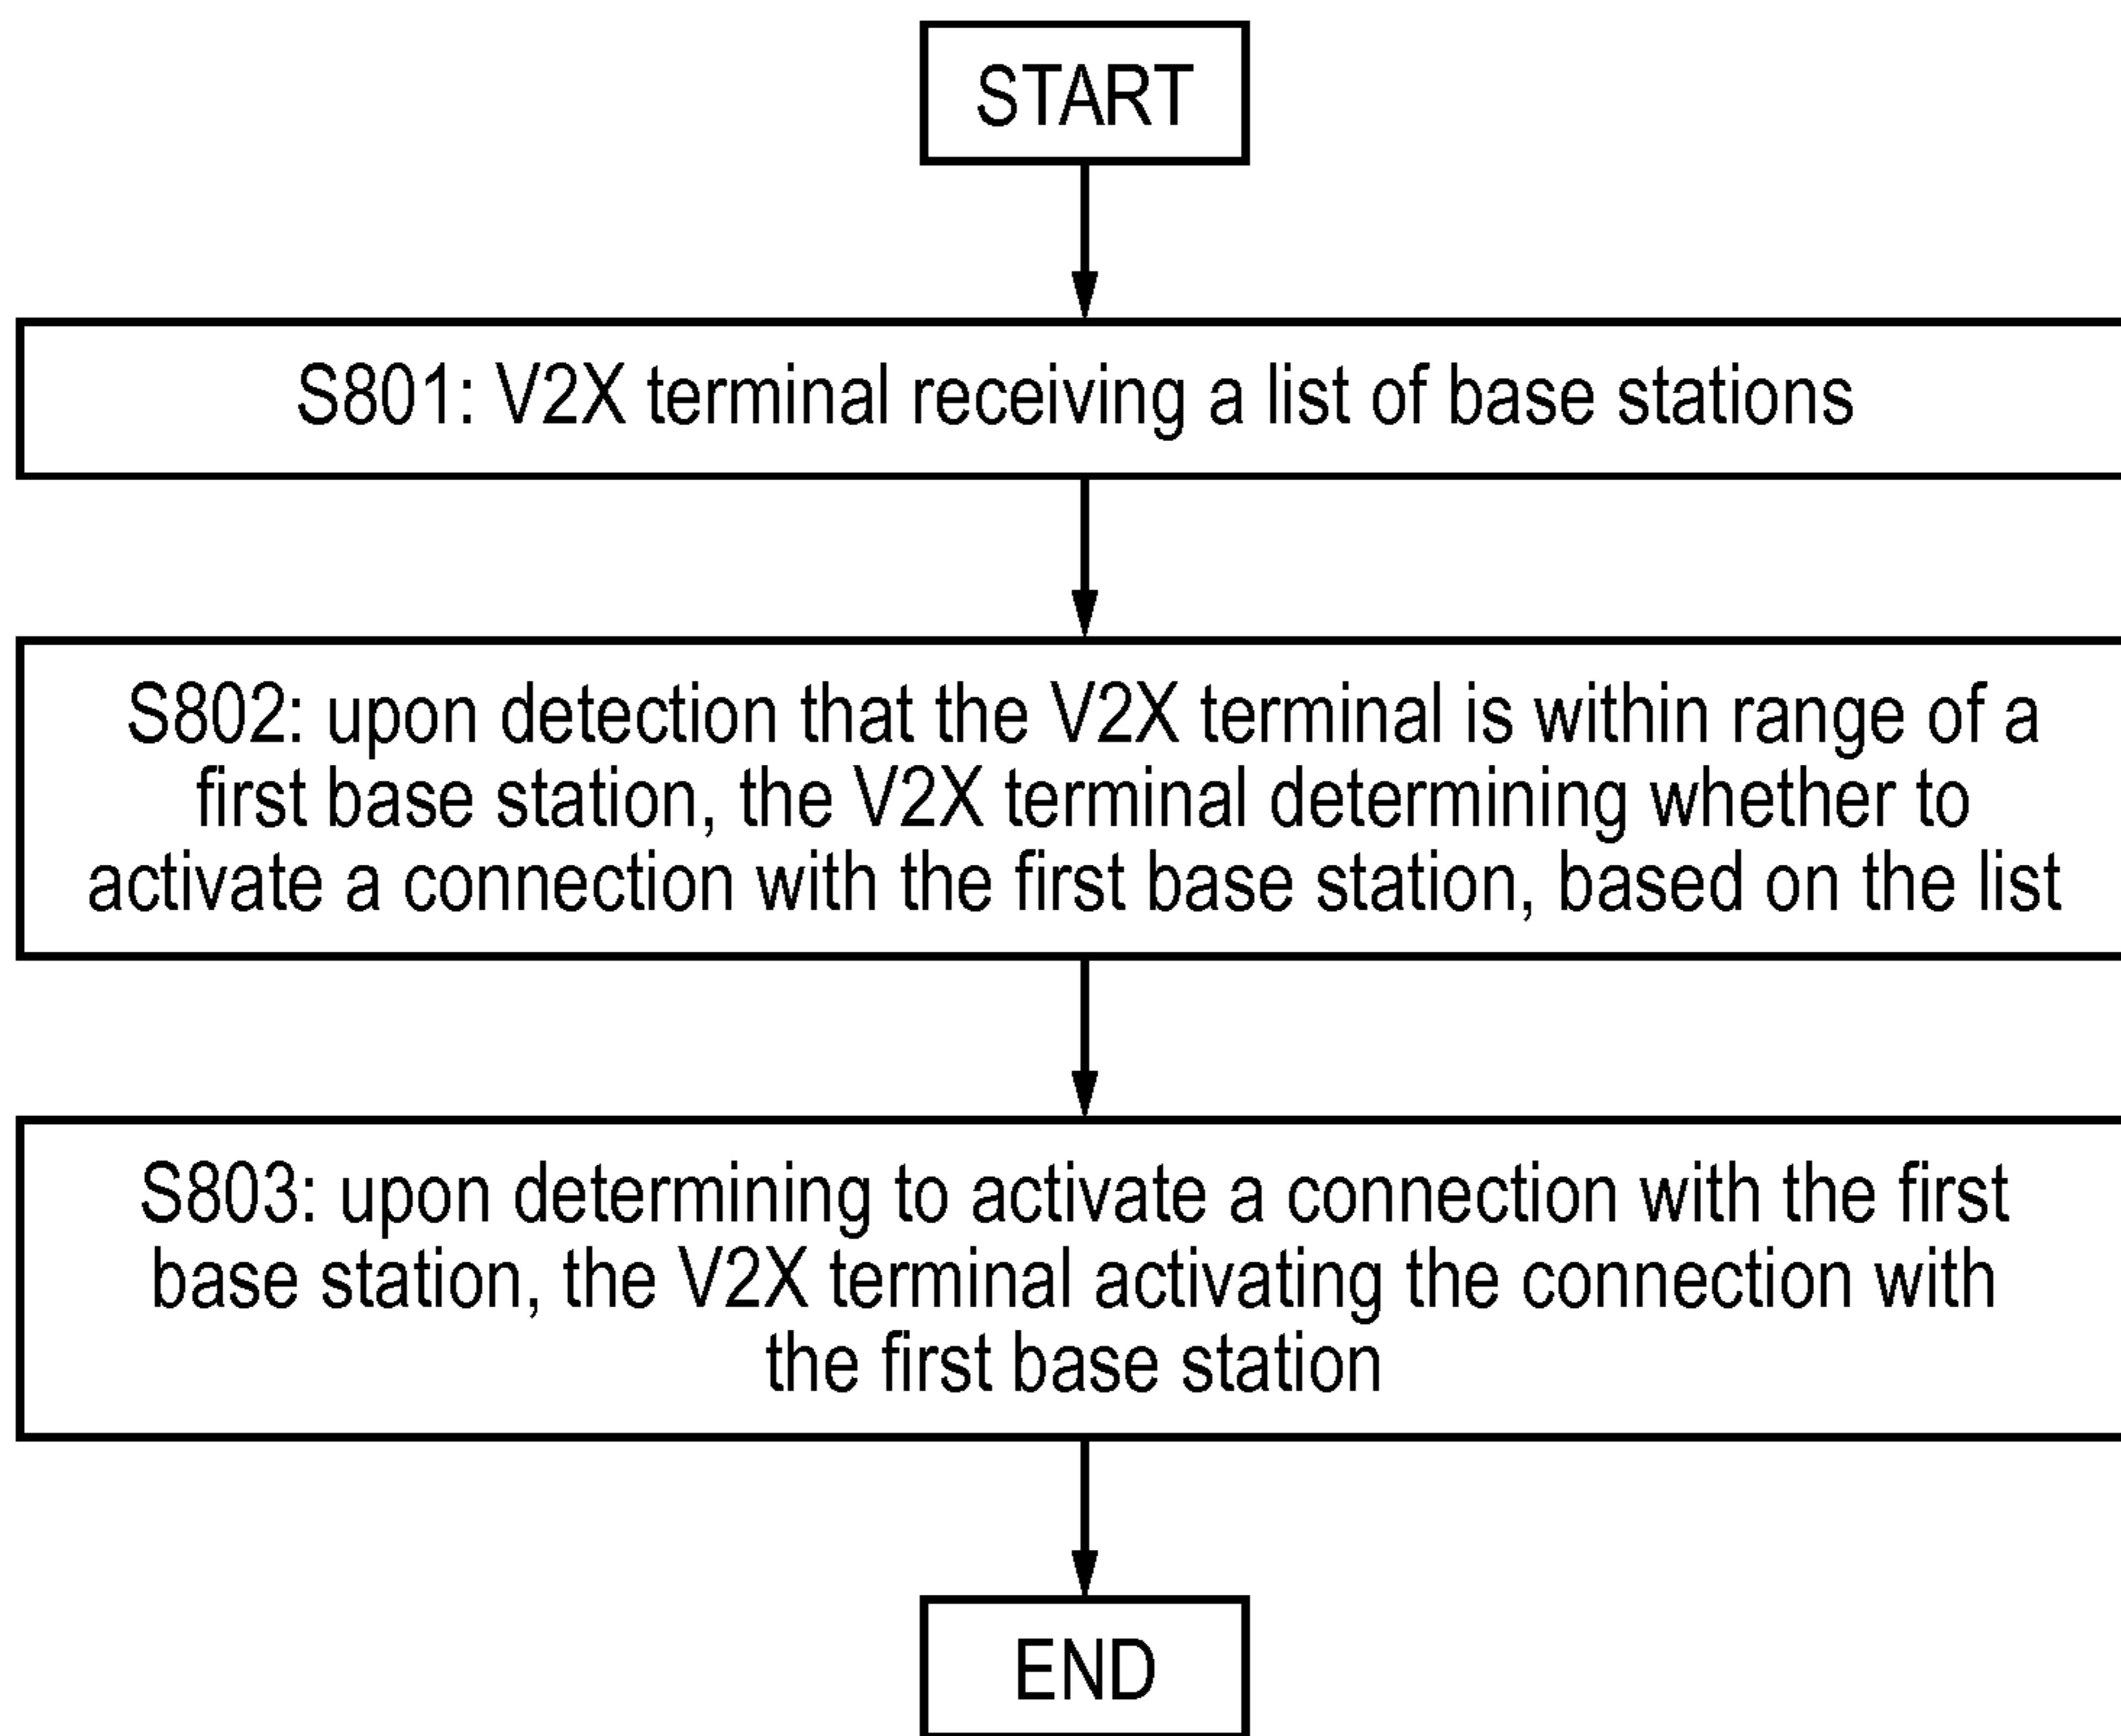 START
S801: V2X terminal receiving a list of base stations
S802: upon detection that the V2X terminal is within range of a
first base station, the V2X terminal determining whether to
activate a connection with the first base station, based on the list
S803: upon determining to activate a connection with the first
base station, the V2X terminal activating the connection with
the first base station
END